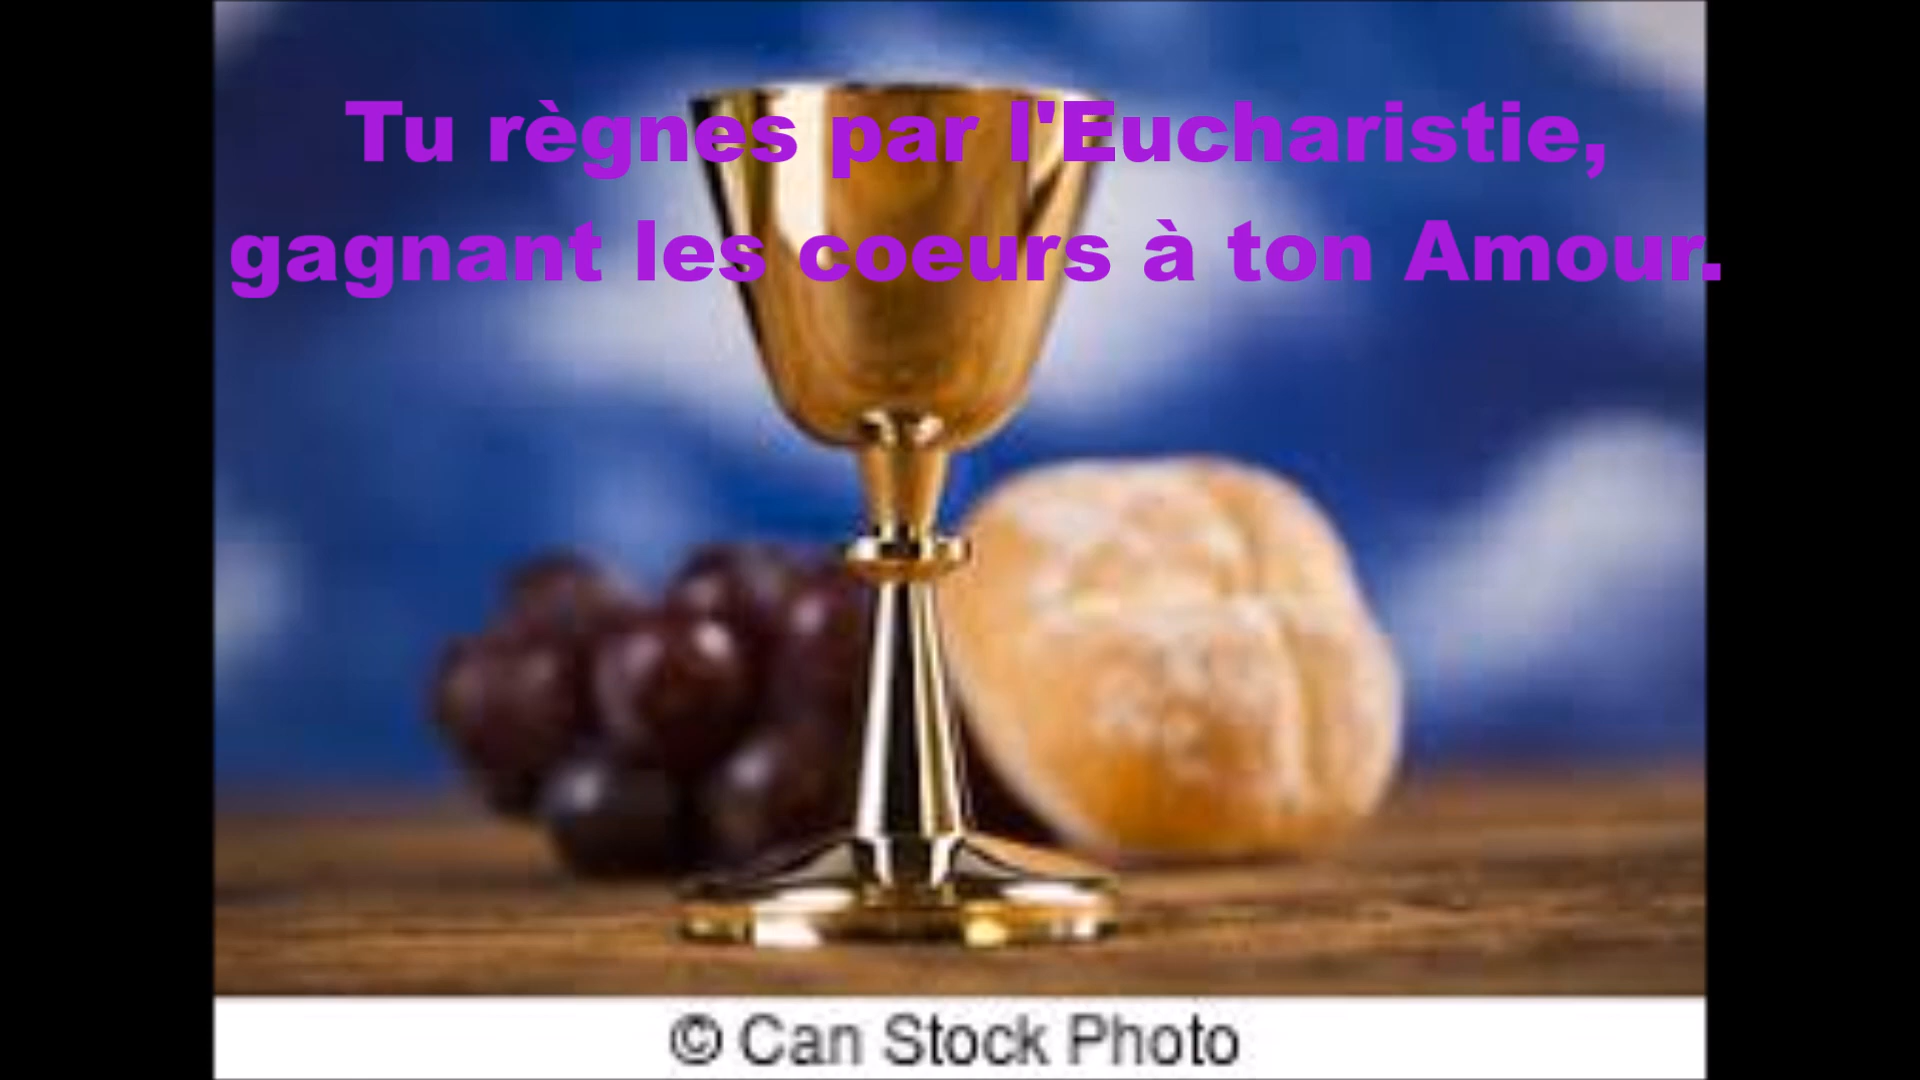 Tu règnes par l'Eucharistie,
gagnant les coeurs à ton Amour.
© Can Stock Photo